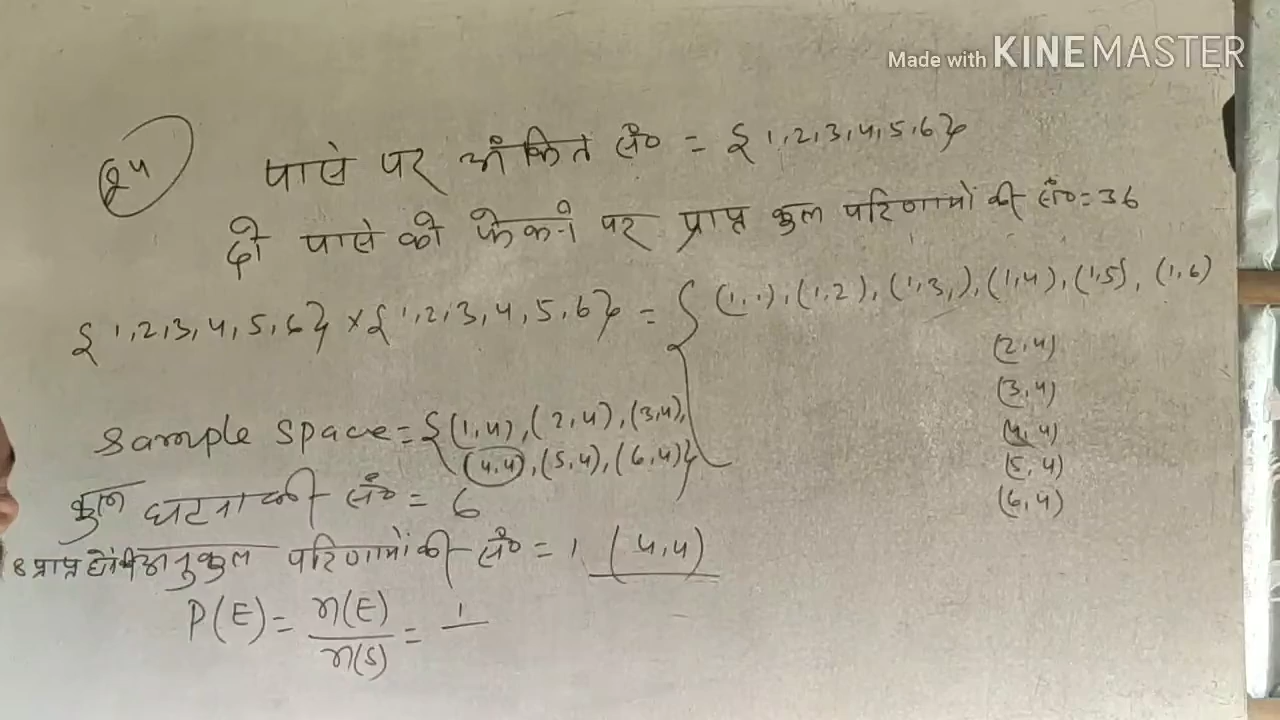 Made with KINEMASTER
24 पासे पर अंकित सं० = {1,2,3,4,5,6}
दो पासे को फेकने पर प्राप्त कुल परिणामों की सं०=36
{1,2,3,4,5,6} × {1,2,3,4,5,6} = { (1,1), (1,2), (1,3,), (1,4), (1,5), (1,6)
(2,4)
(3,4)
(4,4)
(5,4)
(6,4)
Sample Space = {(1,4), (2,4), (3,4),
(4,4), (5,4), (6,4)}
कुल घटना की सं० = 6
8 प्राप्त होने की अनुकुल परिणामों की सं० = 1 (4,4)
P(E) = n(E)/n(S) = 1/